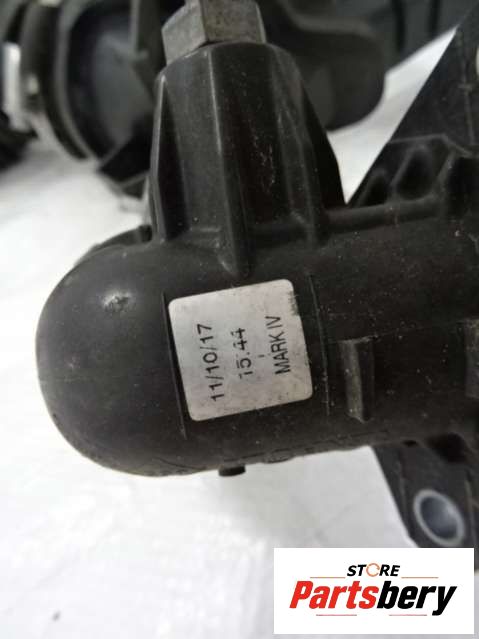 11/10/17
15:44
MARK IV
STORE
Partsbery